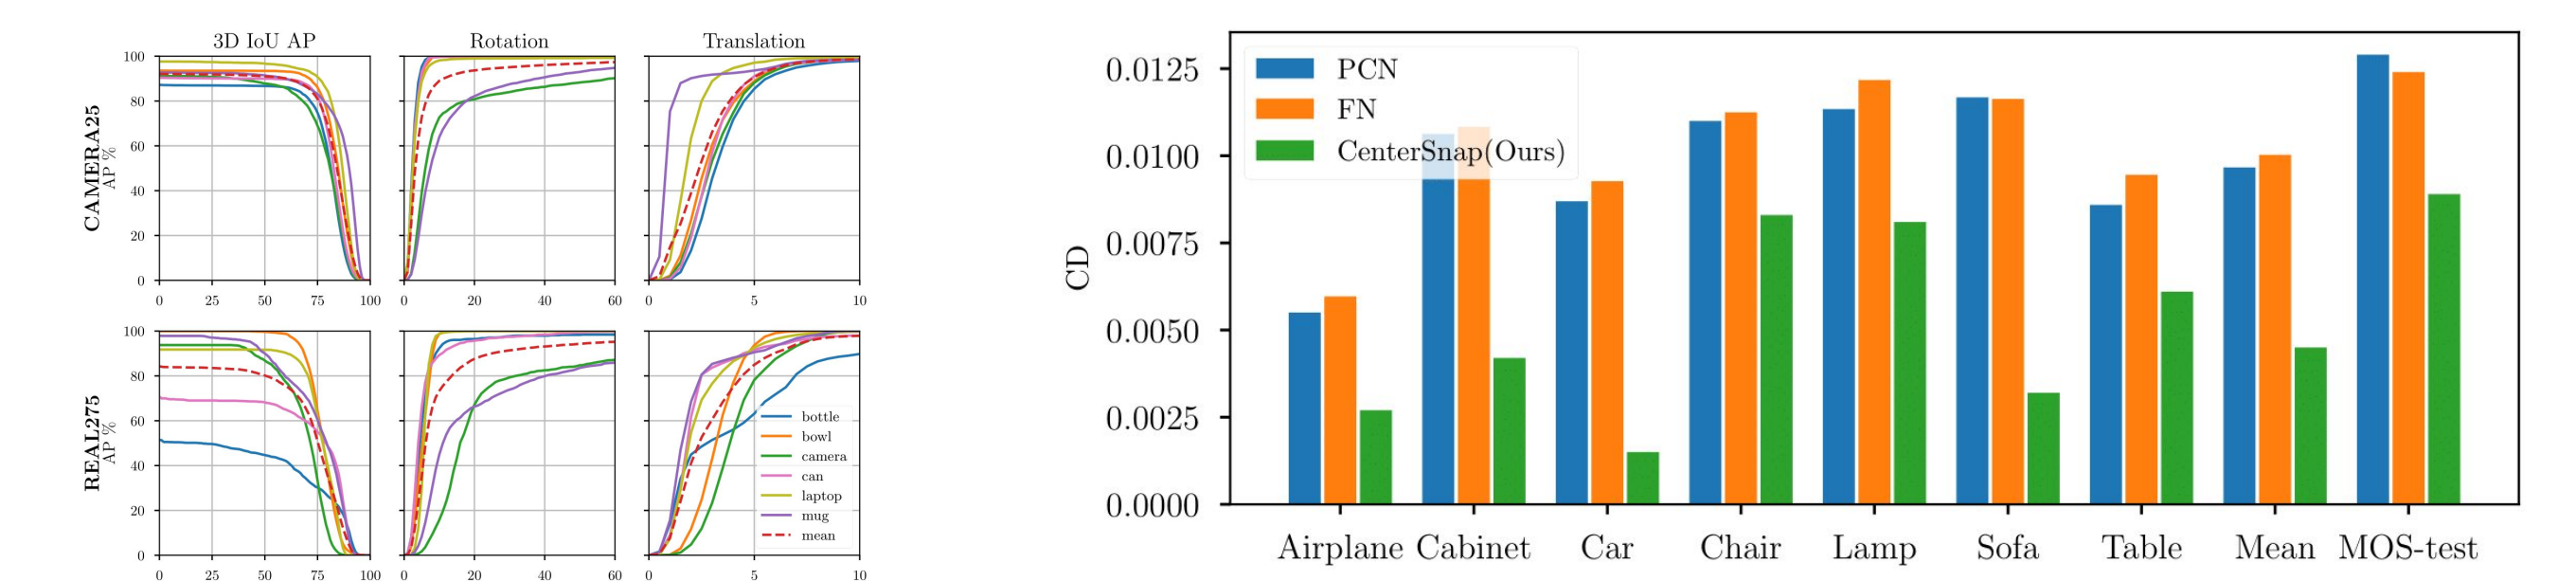 3D IoU AP
Rotation
Translation
CAMERA25
AP %
100
80
60
40
20
0
0 25 50 75 100
0 20 40 60
0 5 10
REAL275
AP %
100
80
60
40
20
0
0 25 50 75 100
0 20 40 60
0 5 10
bottle
bowl
camera
can
laptop
mug
mean
CD
0.0125
0.0100
0.0075
0.0050
0.0025
0.0000
PCN
FN
CenterSnap(Ours)
Airplane Cabinet Car Chair Lamp Sofa Table Mean MOS-test